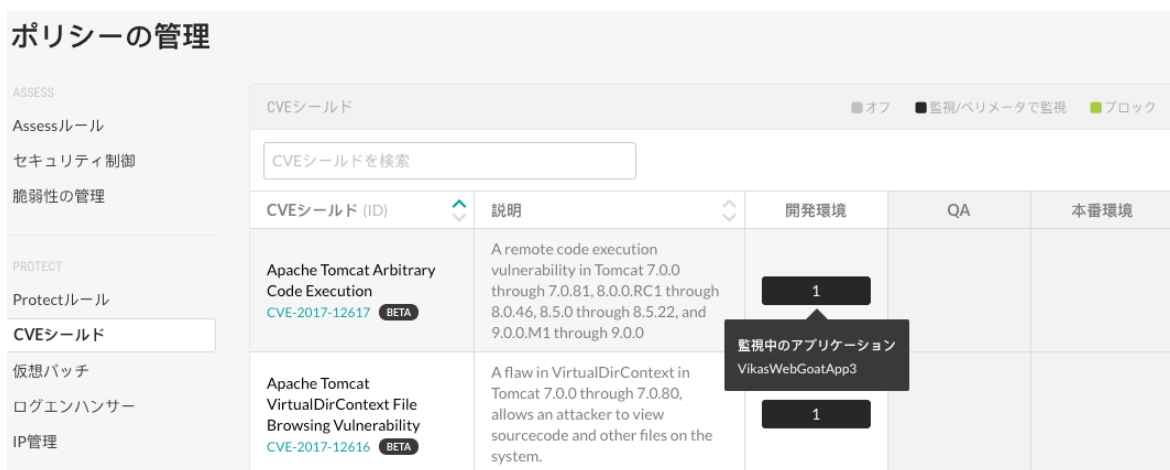 ポリシーの管理
ASSESS
Assessルール
セキュリティ制御
脆弱性の管理
PROTECT
Protectルール
CVEシールド
仮想パッチ
ログエンハンサー
IP管理
CVEシールド
オフ 監視/ペリメータで監視 ブロック
CVEシールドを検索
CVEシールド (ID) 説明 開発環境 QA 本番環境
Apache Tomcat Arbitrary
Code Execution
CVE-2017-12617 BETA
A remote code execution
vulnerability in Tomcat 7.0.0
through 7.0.81, 8.0.0.RC1 through
8.0.46, 8.5.0 through 8.5.22, and
9.0.0.M1 through 9.0.0
1
監視中のアプリケーション
VikasWebGoatApp3
Apache Tomcat
VirtualDirContext File
Browsing Vulnerability
CVE-2017-12616 BETA
A flaw in VirtualDirContext in
Tomcat 7.0.0 through 7.0.80,
allows an attacker to view
sourcecode and other files on the
system.
1